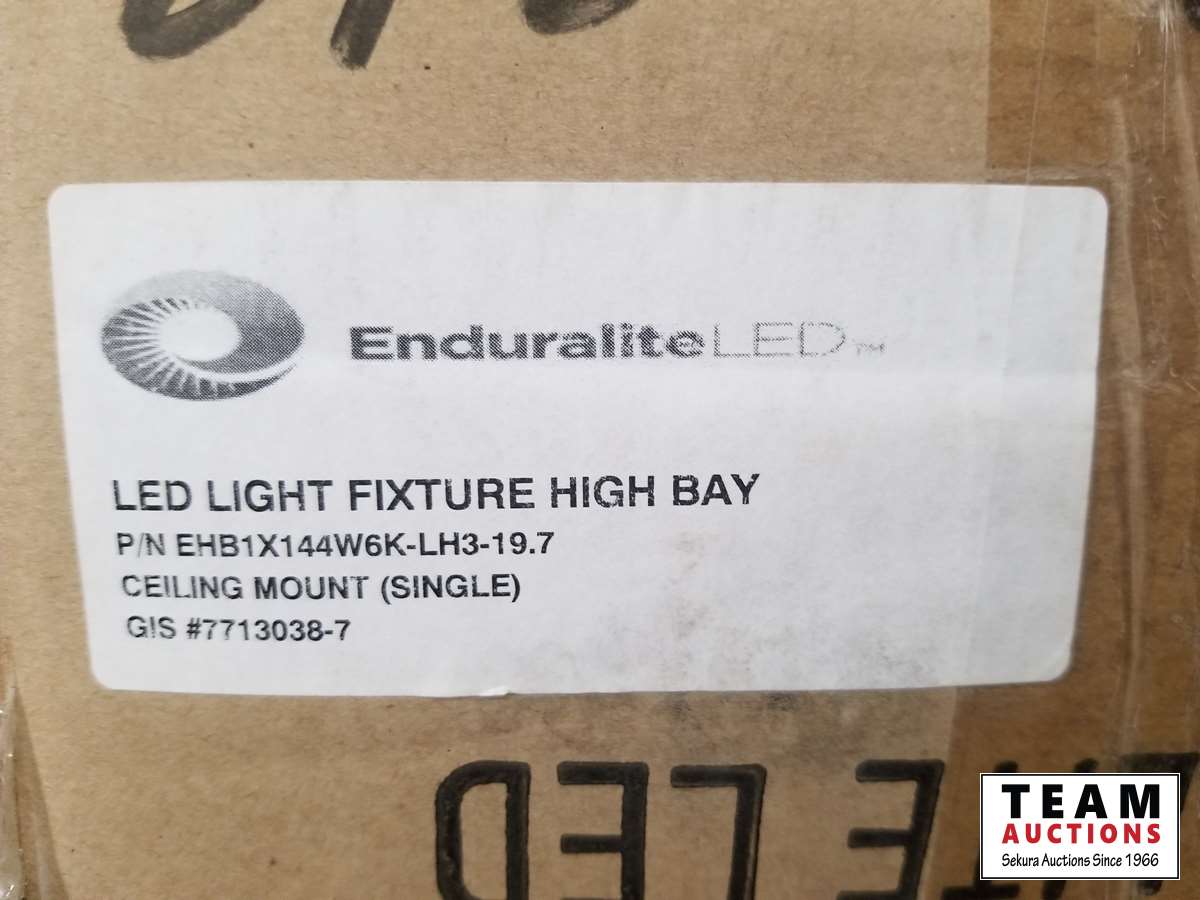 EnduraliteLED™
LED LIGHT FIXTURE HIGH BAY
P/N EHB1X144W6K-LH3-19.7
CEILING MOUNT (SINGLE)
GIS #7713038-7
E LED
TEAM
AUCTIONS
Sekura Auctions Since 1966